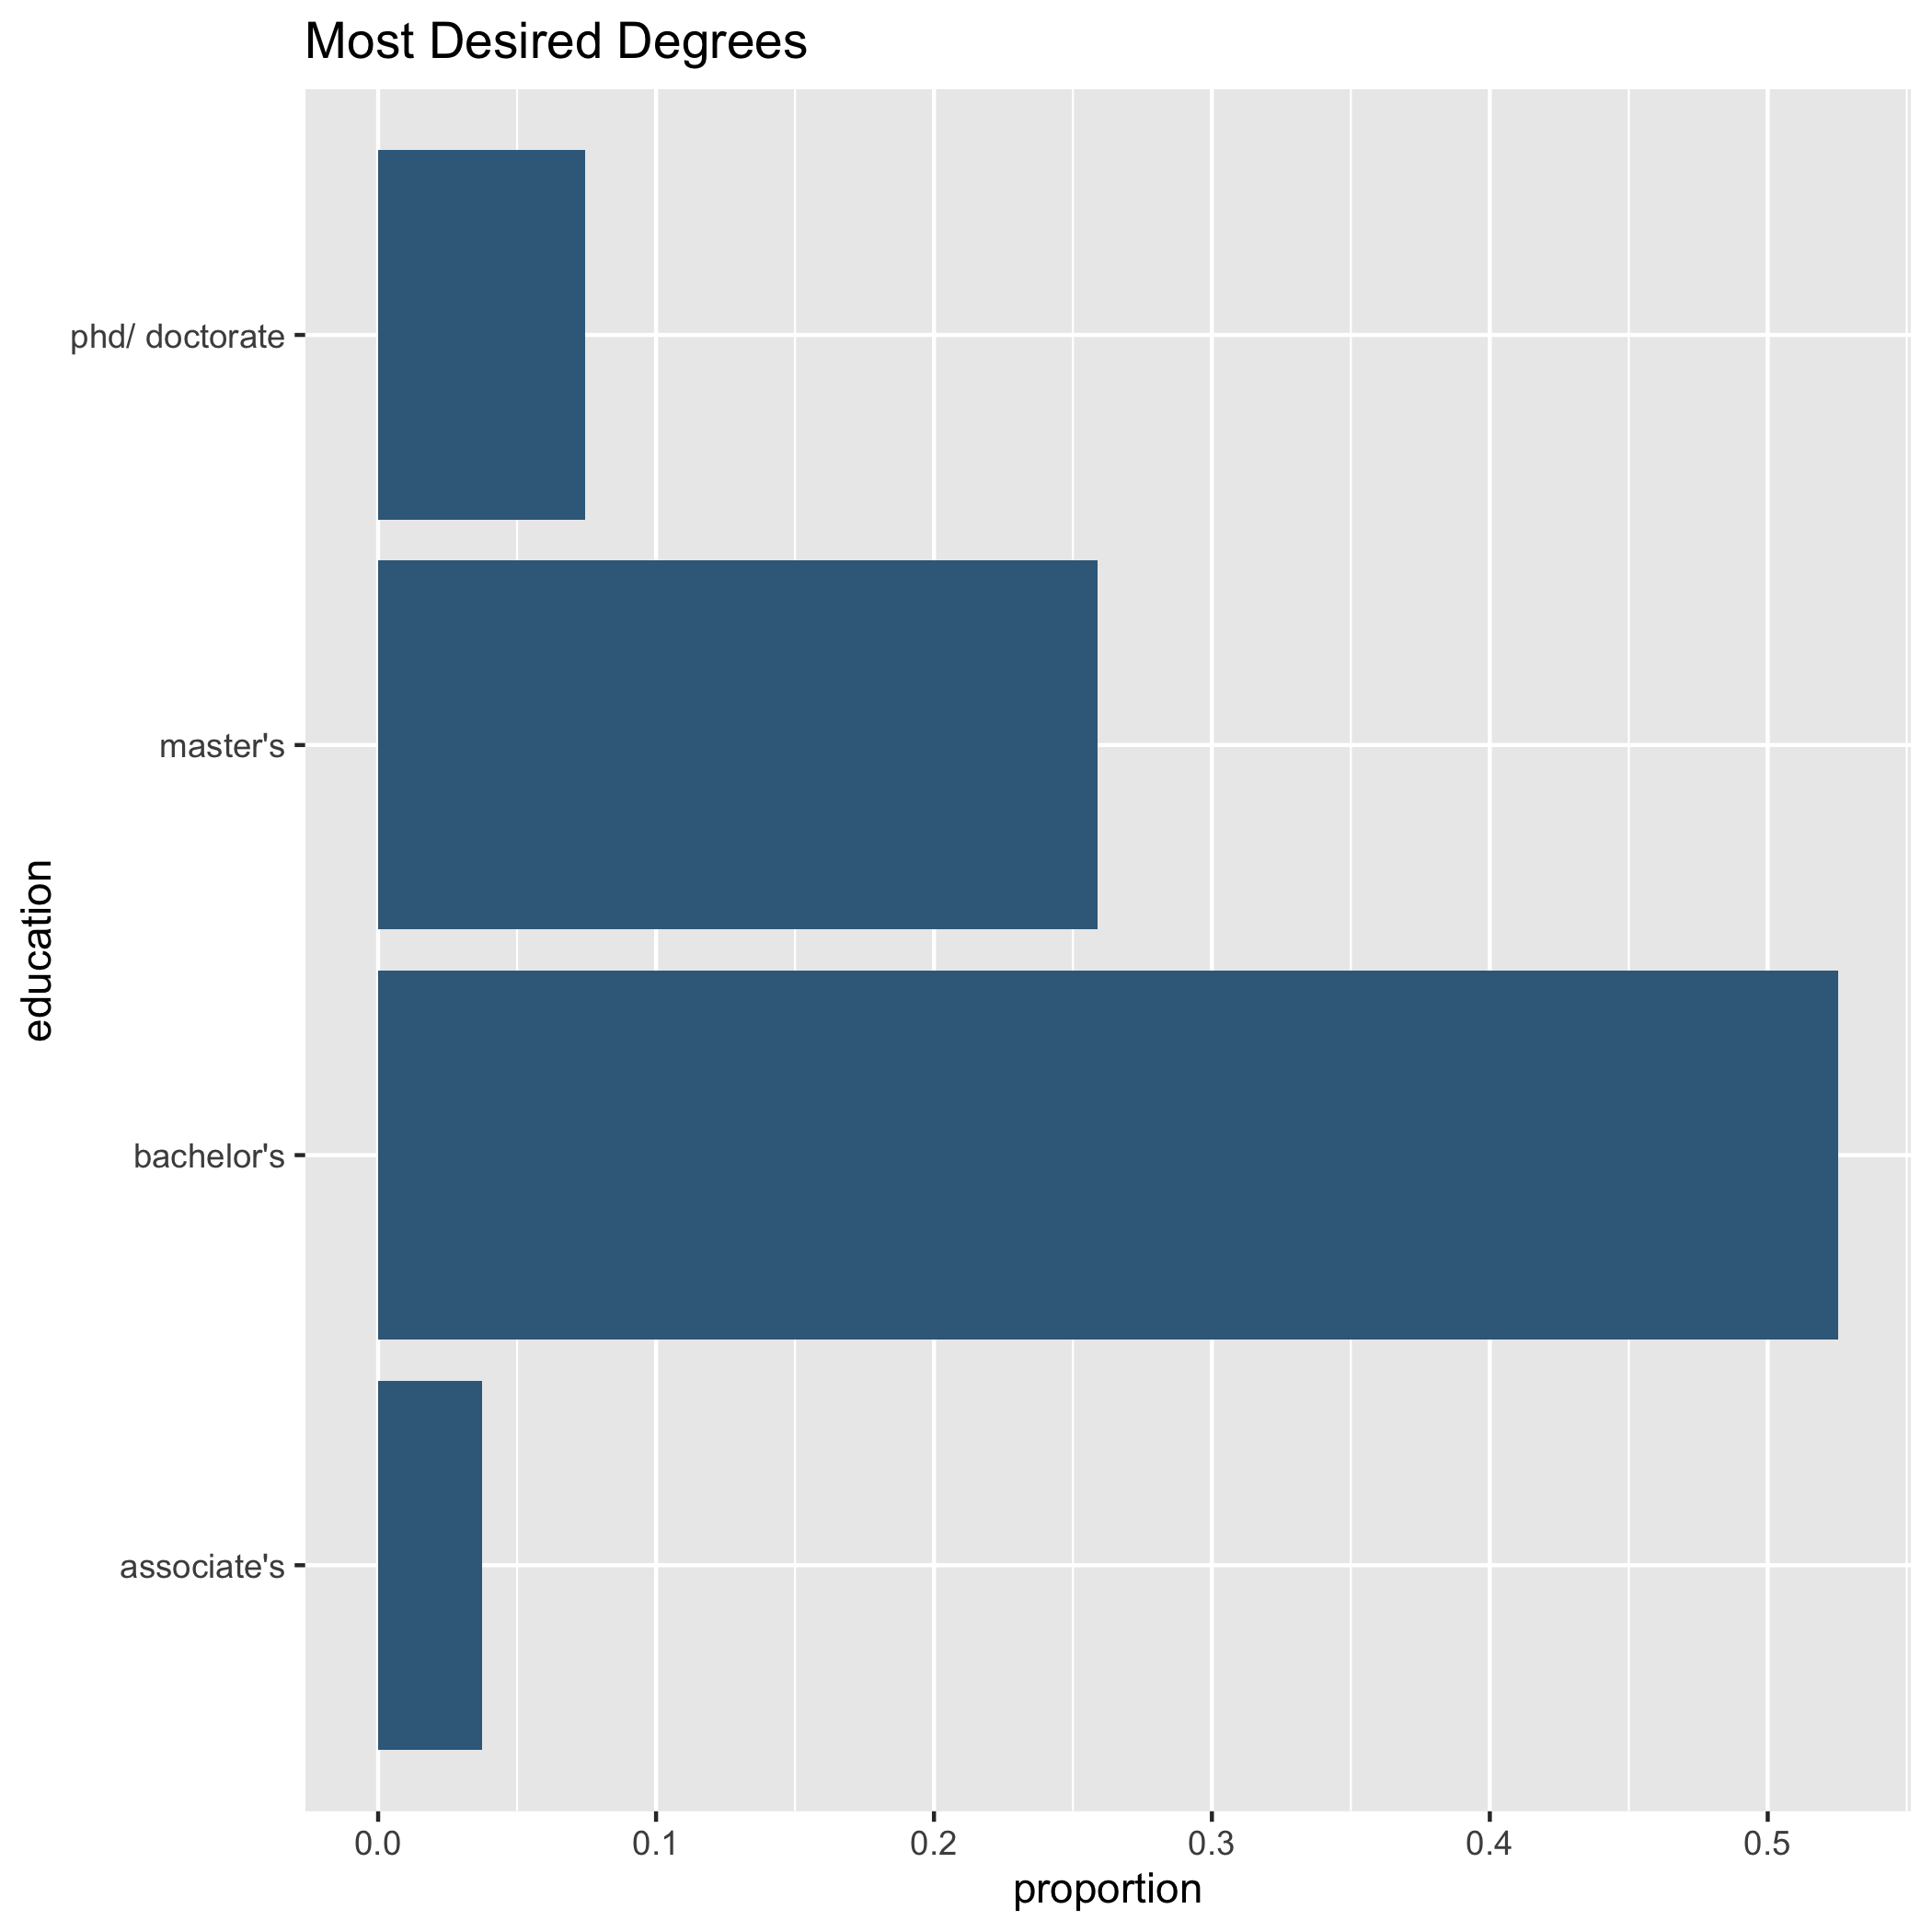 Most Desired Degrees
education
phd/ doctorate
master's
bachelor's
associate's
0.0 0.1 0.2 0.3 0.4 0.5
proportion